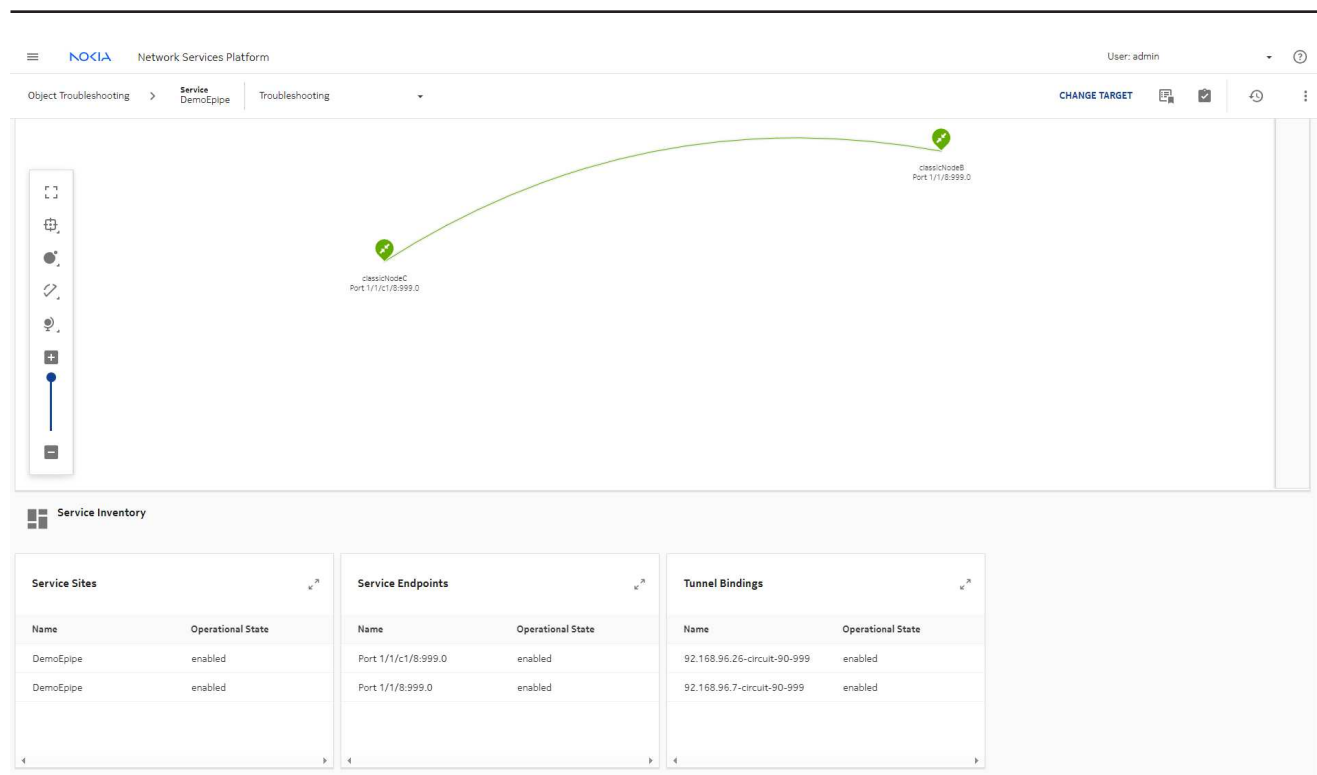 NOKIA Network Services Platform User: admin
Object Troubleshooting > Service DemoEpipe Troubleshooting CHANGE TARGET
classicNodeB
Port 1/1/8:999.0
classicNodeC
Port 1/1/c1/8:999.0
Service Inventory
Service Sites
Name Operational State
DemoEpipe enabled
DemoEpipe enabled
Service Endpoints
Name Operational State
Port 1/1/c1/8:999.0 enabled
Port 1/1/8:999.0 enabled
Tunnel Bindings
Name Operational State
92.168.96.26-circuit-90-999 enabled
92.168.96.7-circuit-90-999 enabled